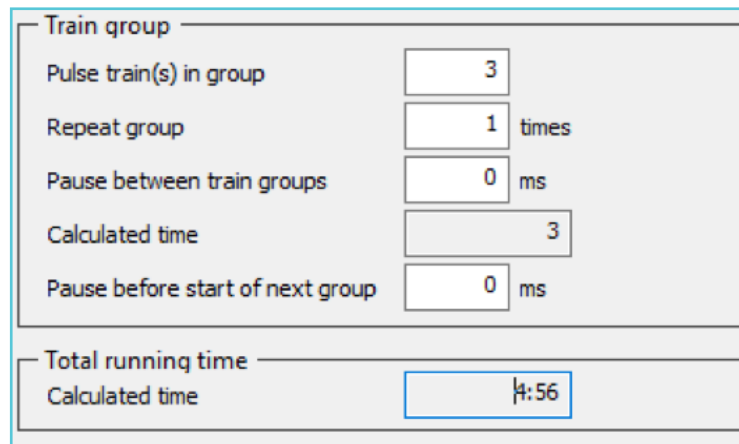 Train group
Pulse train(s) in group 3
Repeat group 1 times
Pause between train groups 0 ms
Calculated time 3
Pause before start of next group 0 ms
Total running time
Calculated time 4:56